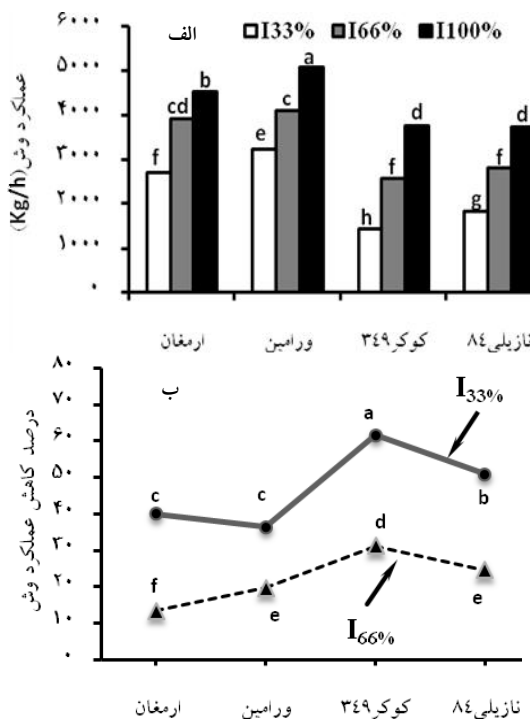 الف
I33% I66% I100%
عملکرد وش (Kg/h)
۶۰۰۰
۵۰۰۰
۴۰۰۰
۳۰۰۰
۲۰۰۰
۱۰۰۰
۰
f cd b
e c a
h f d
g f d
ارمغان ورامین کوکر۳۴۹ نازیلی۸۴
ب
درصد کاهش عملکرد وش
۸۰
۷۰
۶۰
۵۰
۴۰
۳۰
۲۰
۱۰
۰
I33%
c c a b
f e d e
I66%
ارمغان ورامین کوکر۳۴۹ نازیلی۸۴